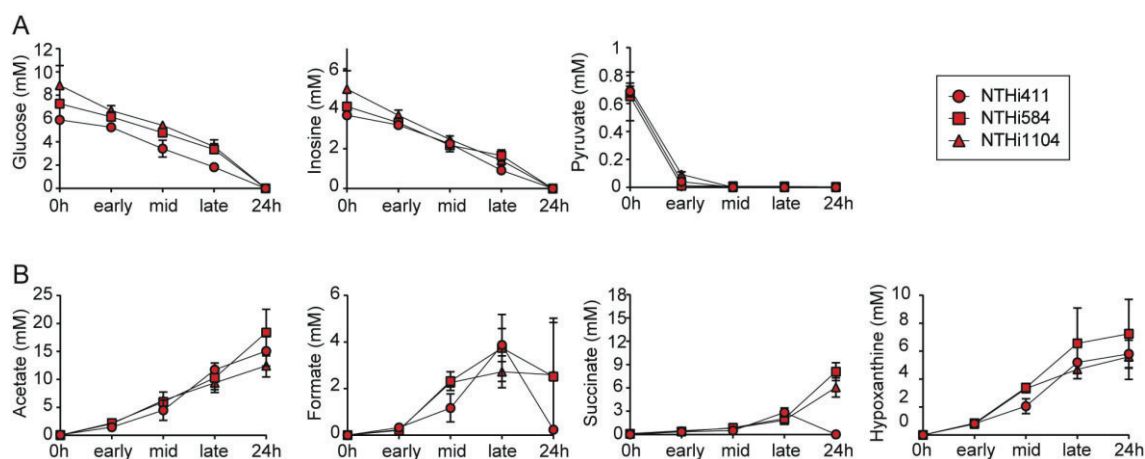 A
Glucose (mM)
12
10
8
6
4
2
0
0h early mid late 24h
Inosine (mM)
6
4
2
0
0h early mid late 24h
Pyruvate (mM)
1
0.8
0.6
0.4
0.2
0
0h early mid late 24h
NTHi411
NTHi584
NTHi1104
B
Acetate (mM)
25
20
15
10
5
0
0h early mid late 24h
Formate (mM)
6
4
2
0
0h early mid late 24h
Succinate (mM)
18
15
12
9
6
3
0
0h early mid late 24h
Hypoxanthine (mM)
10
8
6
4
2
0
0h early mid late 24h